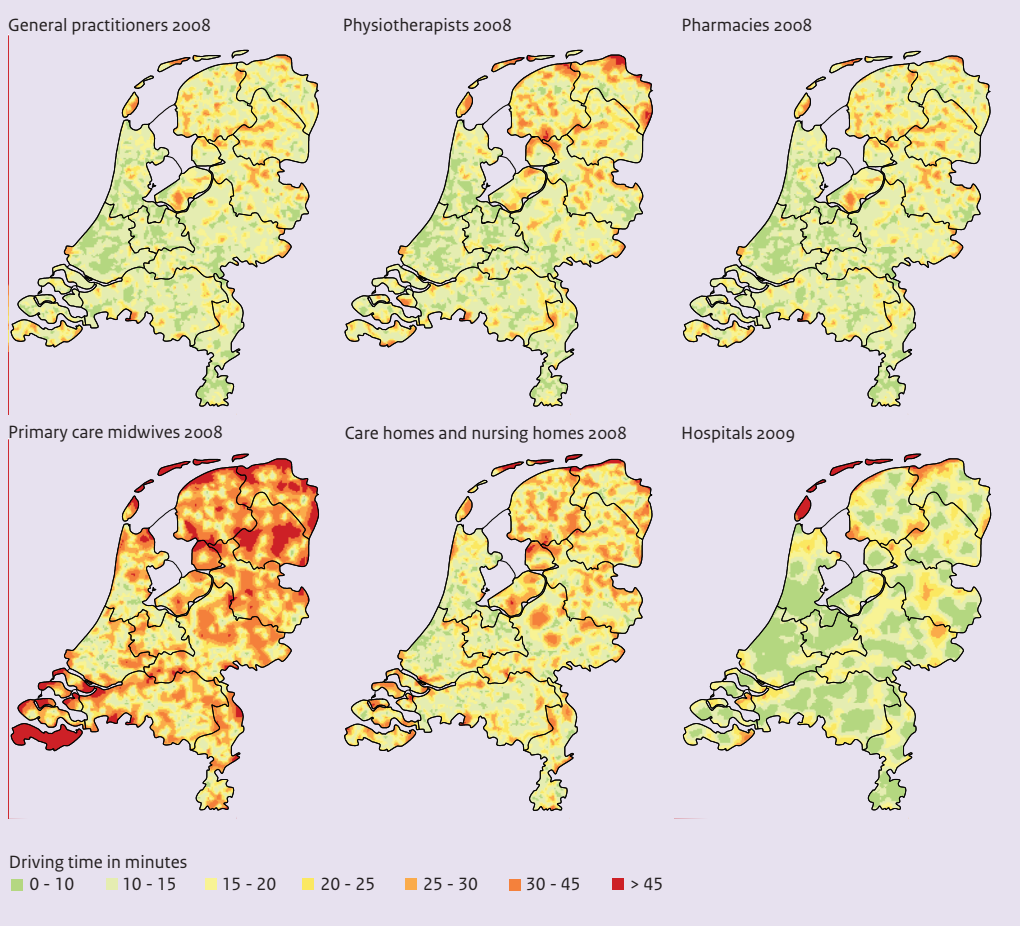 General practitioners 2008
Physiotherapists 2008
Pharmacies 2008
Primary care midwives 2008
Care homes and nursing homes 2008
Hospitals 2009
Driving time in minutes
0 - 10
10 - 15
15 - 20
20 - 25
25 - 30
30 - 45
> 45